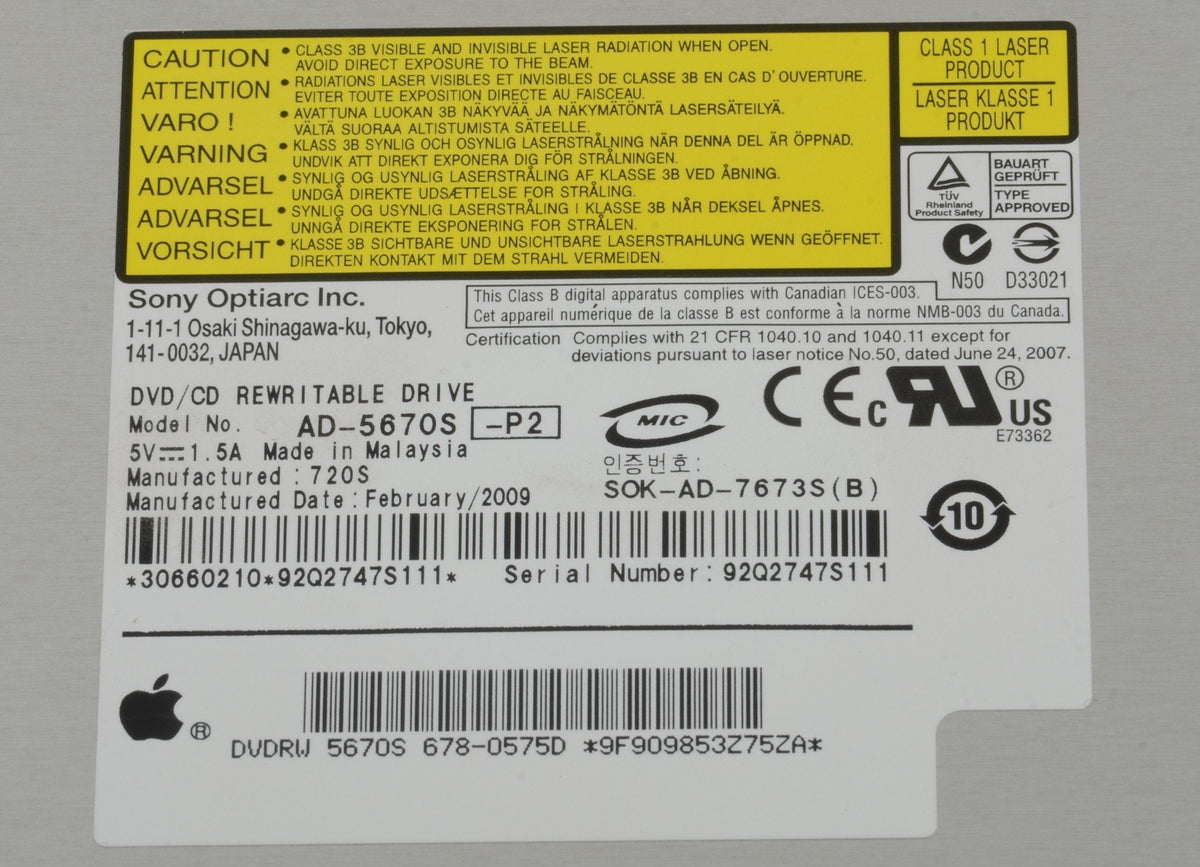 CAUTION • CLASS 3B VISIBLE AND INVISIBLE LASER RADIATION WHEN OPEN.
AVOID DIRECT EXPOSURE TO THE BEAM.
ATTENTION • RADIATIONS LASER VISIBLES ET INVISIBLES DE CLASSE 3B EN CAS D'OUVERTURE.
EVITER TOUTE EXPOSITION DIRECTE AU FAISCEAU.
VARO ! • AVATTUNA LUOKAN 3B NÄKYVÄÄ JA NÄKYMÄTÖNTÄ LASERSÄTEILYÄ.
VÄLTÄ SUORAA ALTISTUMISTA SÄTEELLE.
VARNING • KLASS 3B SYNLIG OCH OSYNLIG LASERSTRÅLNING NÄR DENNA DEL ÄR ÖPPNAD.
UNDVIK ATT DIREKT EXPONERA DIG FÖR STRÅLNINGEN.
ADVARSEL • SYNLIG OG USYNLIG LASERSTRÅLING AF KLASSE 3B VED ÅBNING.
UNDGÅ DIREKTE UDSÆTTELSE FOR STRÅLING.
ADVARSEL • SYNLIG OG USYNLIG LASERSTRÅLING I KLASSE 3B NÅR DEKSEL ÅPNES.
UNNGÅ DIREKTE EKSPONERING FOR STRÅLEN.
VORSICHT • KLASSE 3B SICHTBARE UND UNSICHTBARE LASERSTRAHLUNG WENN GEÖFFNET.
DIREKTEN KONTAKT MIT DEM STRAHL VERMEIDEN.
CLASS 1 LASER
PRODUCT
LASER KLASSE 1
PRODUKT
TÜV
Rheinland
Product Safety
BAUART
GEPRÜFT
TYPE
APPROVED
N50 D33021
Sony Optiarc Inc.
1-11-1 Osaki Shinagawa-ku, Tokyo,
141-0032, JAPAN
This Class B digital apparatus complies with Canadian ICES-003.
Cet appareil numérique de la classe B est conforme à la norme NMB-003 du Canada.
Certification Complies with 21 CFR 1040.10 and 1040.11 except for
deviations pursuant to laser notice No.50, dated June 24, 2007.
DVD/CD REWRITABLE DRIVE
Model No. AD-5670S -P2
5V⎓1.5A Made in Malaysia
Manufactured : 720S
Manufactured Date : February/2009
MIC
인증번호:
SOK-AD-7673S(B)
CE
c RU ® US
E73362
10
*30660210*92Q2747S111* Serial Number: 92Q2747S111
®
DVDRW 5670S 678-0575D *9F909853Z75ZA*